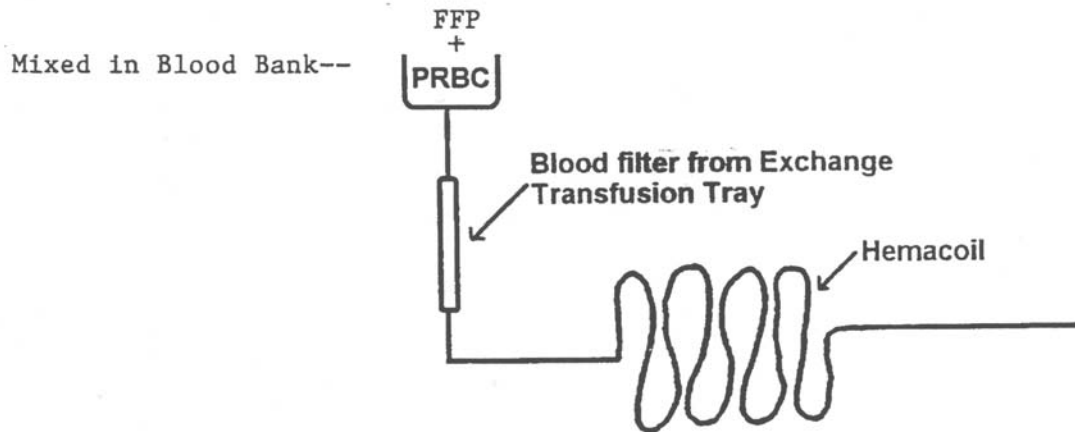 FFP
+
Mixed in Blood Bank--
PRBC
Blood filter from Exchange
Transfusion Tray
Hemacoil